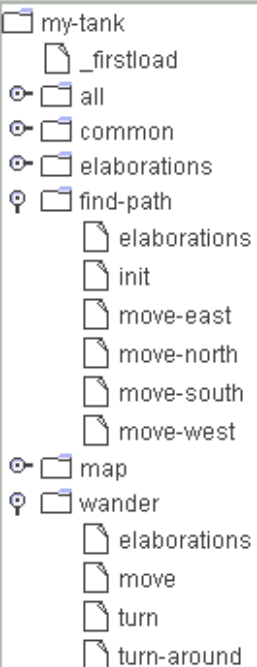 my-tank
_firstload
all
common
elaborations
find-path
elaborations
init
move-east
move-north
move-south
move-west
map
wander
elaborations
move
turn
turn-around